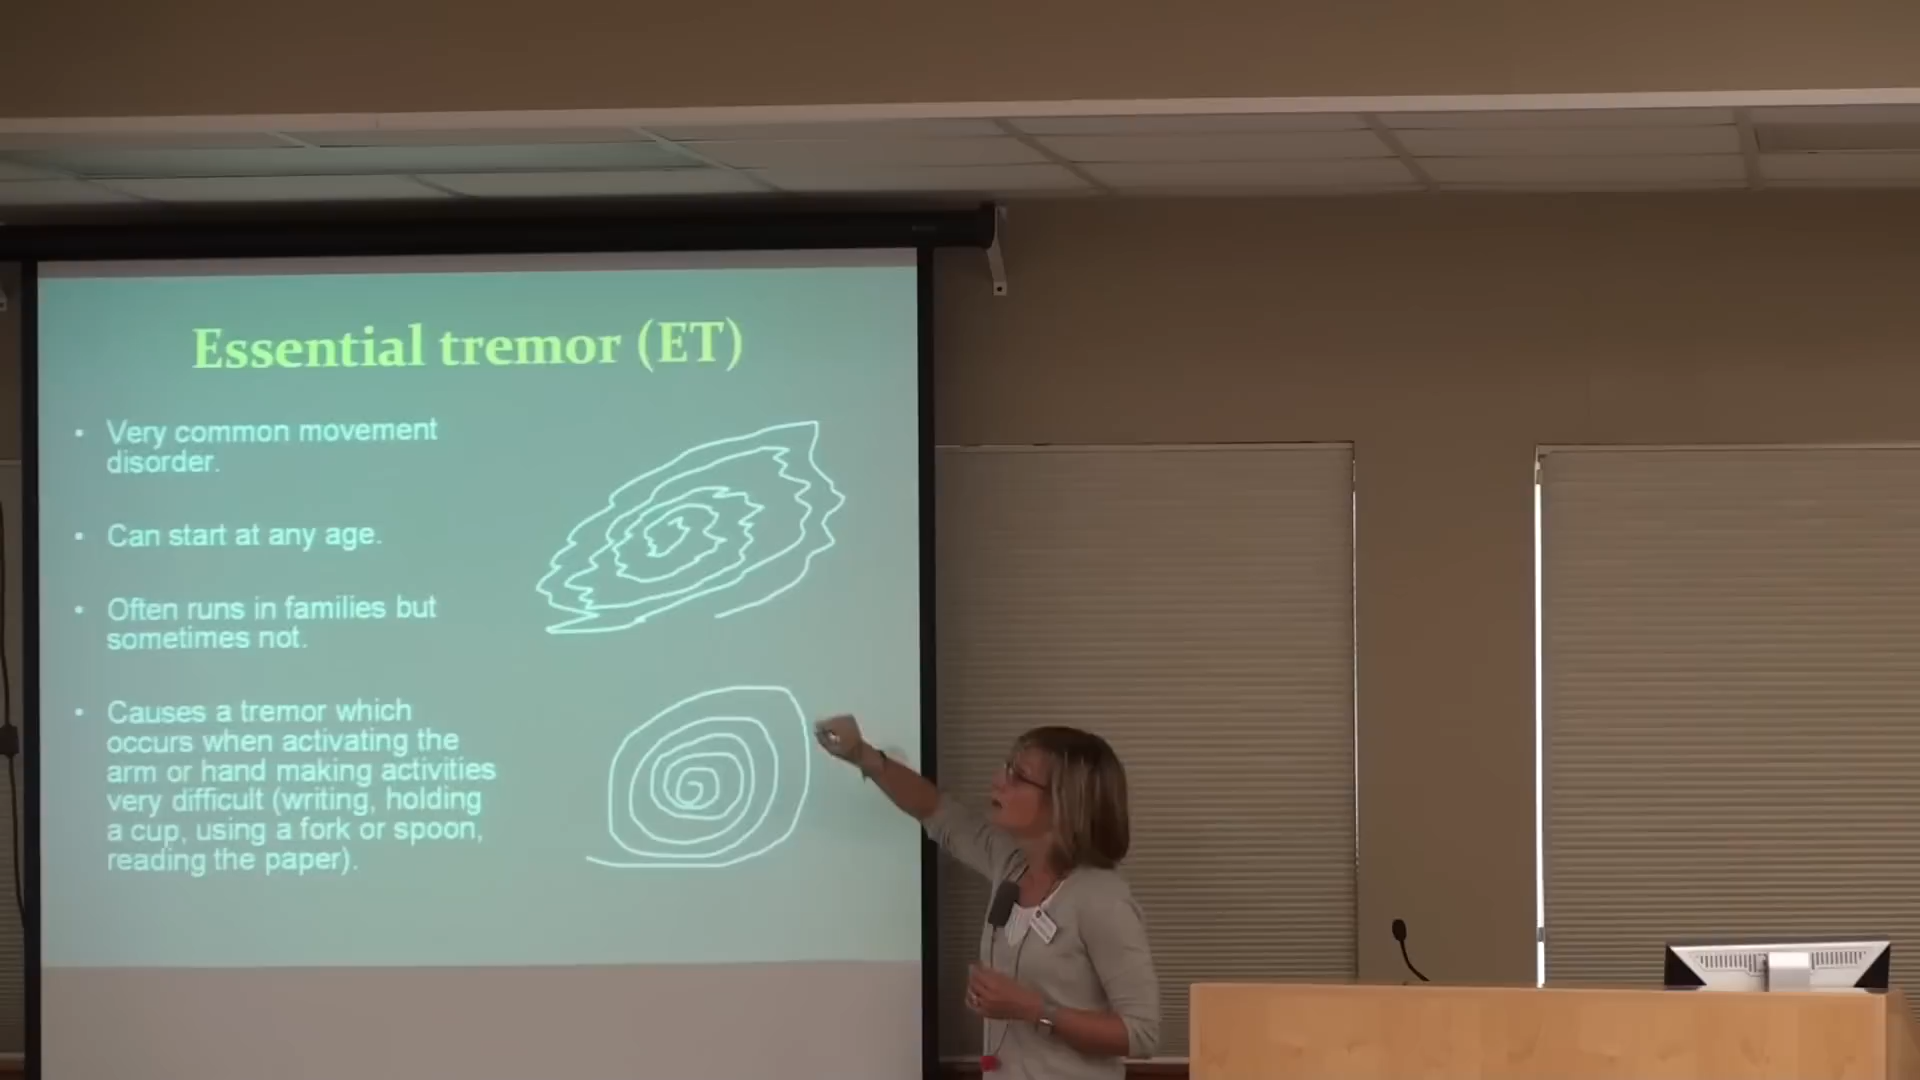 Essential tremor (ET)
• Very common movement
disorder.
• Can start at any age.
• Often runs in families but
sometimes not.
• Causes a tremor which
occurs when activating the
arm or hand making activities
very difficult (writing, holding
a cup, using a fork or spoon,
reading the paper).